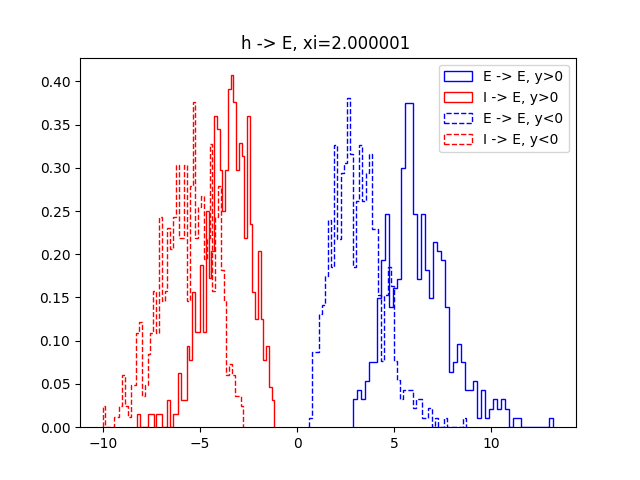 h -> E, xi=2.000001
E -> E, y>0
I -> E, y>0
E -> E, y<0
I -> E, y<0
0.40
0.35
0.30
0.25
0.20
0.15
0.10
0.05
0.00
−10 −5 0 5 10